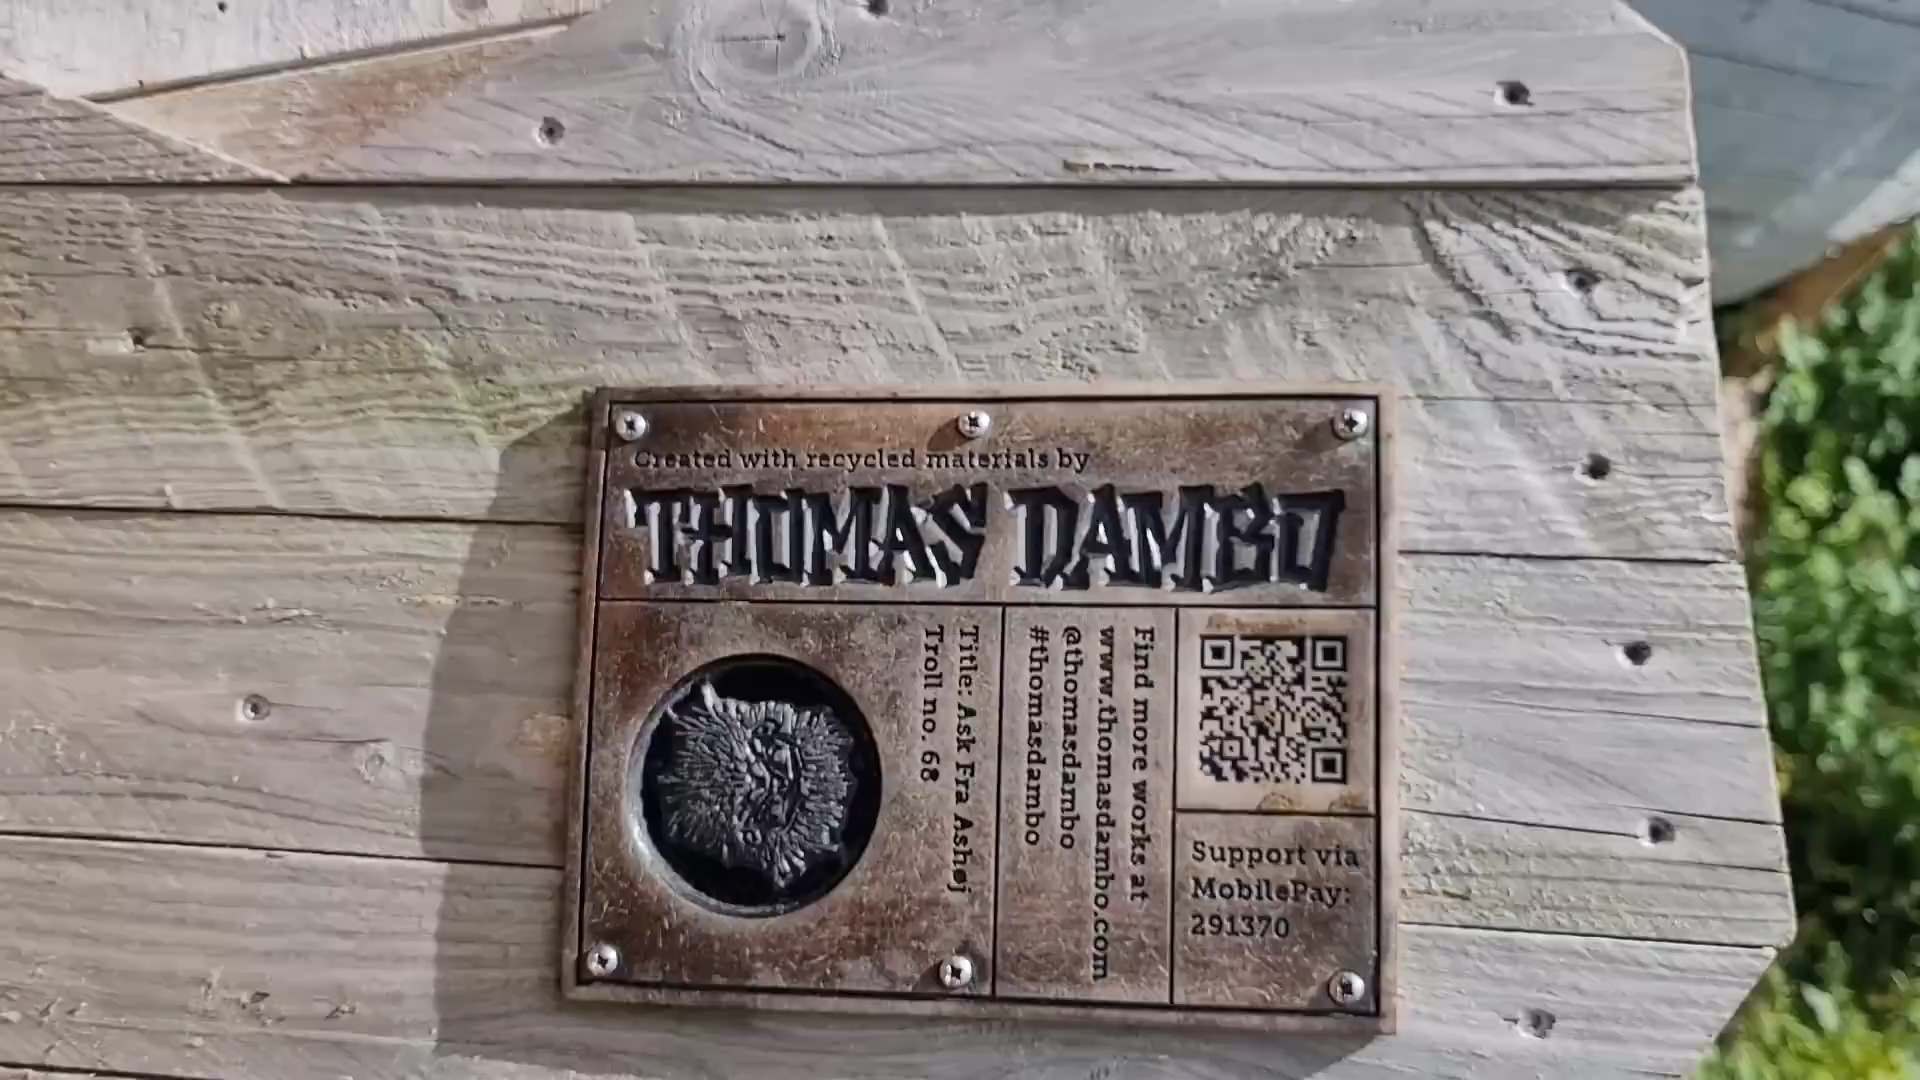 Created with recycled materials by
THOMAS DAMBO
Title: Ask Fra Ashøj
Troll no. 68
Find more works at
www.thomasdambo.com
@thomasdambo
#thomasdambo
Support via
MobilePay:
291370